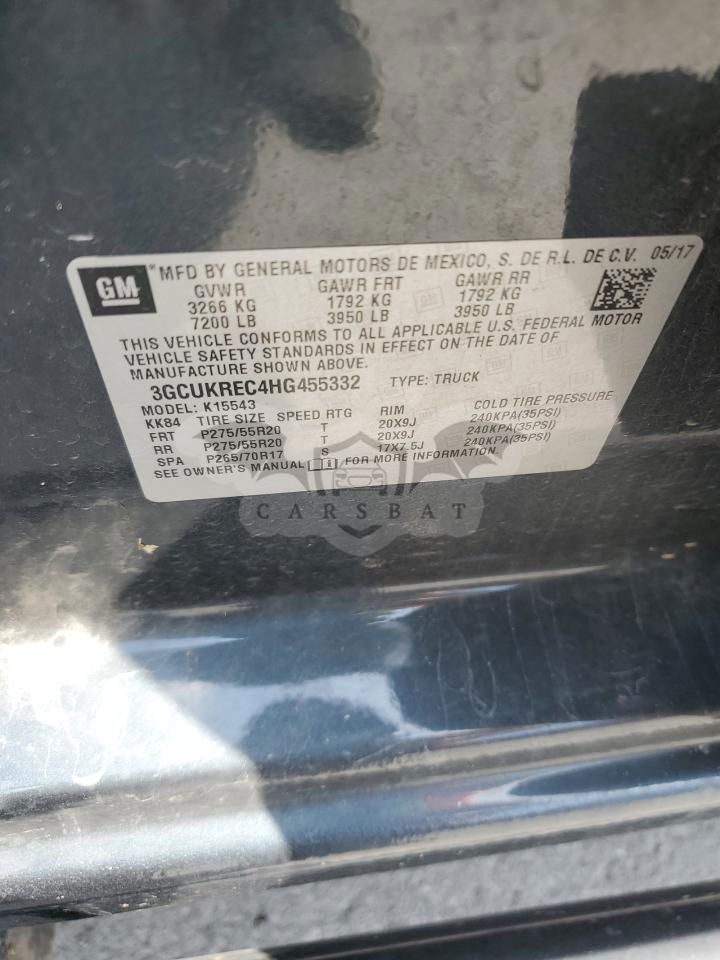 GM
MFD BY GENERAL MOTORS DE MEXICO, S. DE R.L. DE C.V. 05/17
GVWR GAWR FRT GAWR RR
3266 KG 1792 KG 1792 KG
7200 LB 3950 LB 3950 LB
THIS VEHICLE CONFORMS TO ALL APPLICABLE U.S. FEDERAL MOTOR
VEHICLE SAFETY STANDARDS IN EFFECT ON THE DATE OF
MANUFACTURE SHOWN ABOVE.
3GCUKREC4HG455332 TYPE: TRUCK
MODEL: K15543
KK84 TIRE SIZE SPEED RTG RIM COLD TIRE PRESSURE
FRT P275/55R20 T 20X9J 240KPA(35PSI)
RR P275/55R20 T 20X9J 240KPA(35PSI)
SPA P265/70R17 S 17X7.5J 240KPA(35PSI)
SEE OWNER'S MANUAL FOR MORE INFORMATION.
CARSBAT